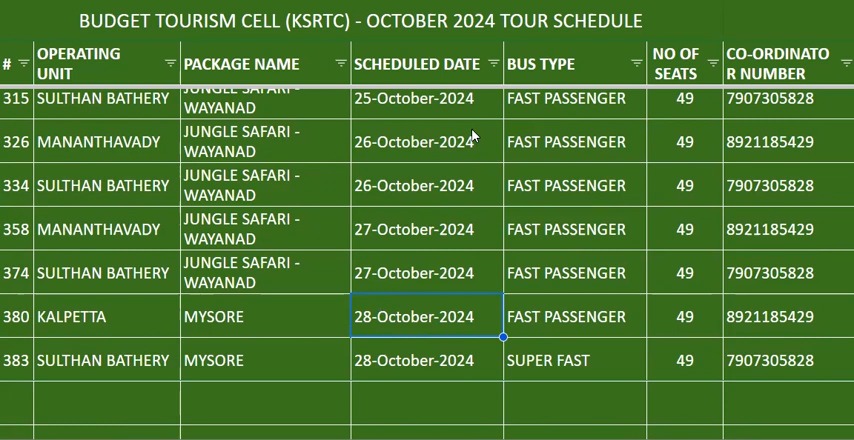 BUDGET TOURISM CELL (KSRTC) - OCTOBER 2024 TOUR SCHEDULE
# OPERATING UNIT PACKAGE NAME SCHEDULED DATE BUS TYPE NO OF SEATS CO-ORDINATO R NUMBER
315 SULTHAN BATHERY JUNGLE SAFARI - WAYANAD 25-October-2024 FAST PASSENGER 49 7907305828
326 MANANTHAVADY JUNGLE SAFARI - WAYANAD 26-October-2024 FAST PASSENGER 49 8921185429
334 SULTHAN BATHERY JUNGLE SAFARI - WAYANAD 26-October-2024 FAST PASSENGER 49 7907305828
358 MANANTHAVADY JUNGLE SAFARI - WAYANAD 27-October-2024 FAST PASSENGER 49 8921185429
374 SULTHAN BATHERY JUNGLE SAFARI - WAYANAD 27-October-2024 FAST PASSENGER 49 7907305828
380 KALPETTA MYSORE 28-October-2024 FAST PASSENGER 49 8921185429
383 SULTHAN BATHERY MYSORE 28-October-2024 SUPER FAST 49 7907305828